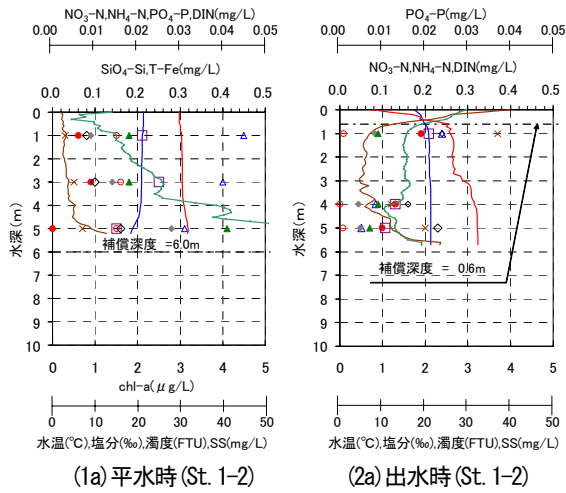 NO₃-N,NH₄-N,PO₄-P,DIN(mg/L)
0.00 0.01 0.02 0.03 0.04 0.05
SiO₄-Si,T-Fe(mg/L)
0.0 0.1 0.2 0.3 0.4 0.5
水深(m)
0
1
2
3
4
5
6
7
8
9
10
補償深度 =6.0m
0 1 2 3 4 5
chl-a(μg/L)
0 10 20 30 40 50
水温(℃),塩分(‰),濁度(FTU),SS(mg/L)
(1a)平水時(St.1-2)
PO₄-P(mg/L)
0.00 0.01 0.02 0.03 0.04 0.05
NO₃-N,NH₄-N,DIN(mg/L)
0.0 0.1 0.2 0.3 0.4 0.5
水深(m)
0
1
2
3
4
5
6
7
8
9
10
補償深度 = 0.6m
0 1 2 3 4 5
0 10 20 30 40 50
水温(℃),塩分(‰),濁度(FTU),SS(mg/L)
(2a)出水時(St.1-2)